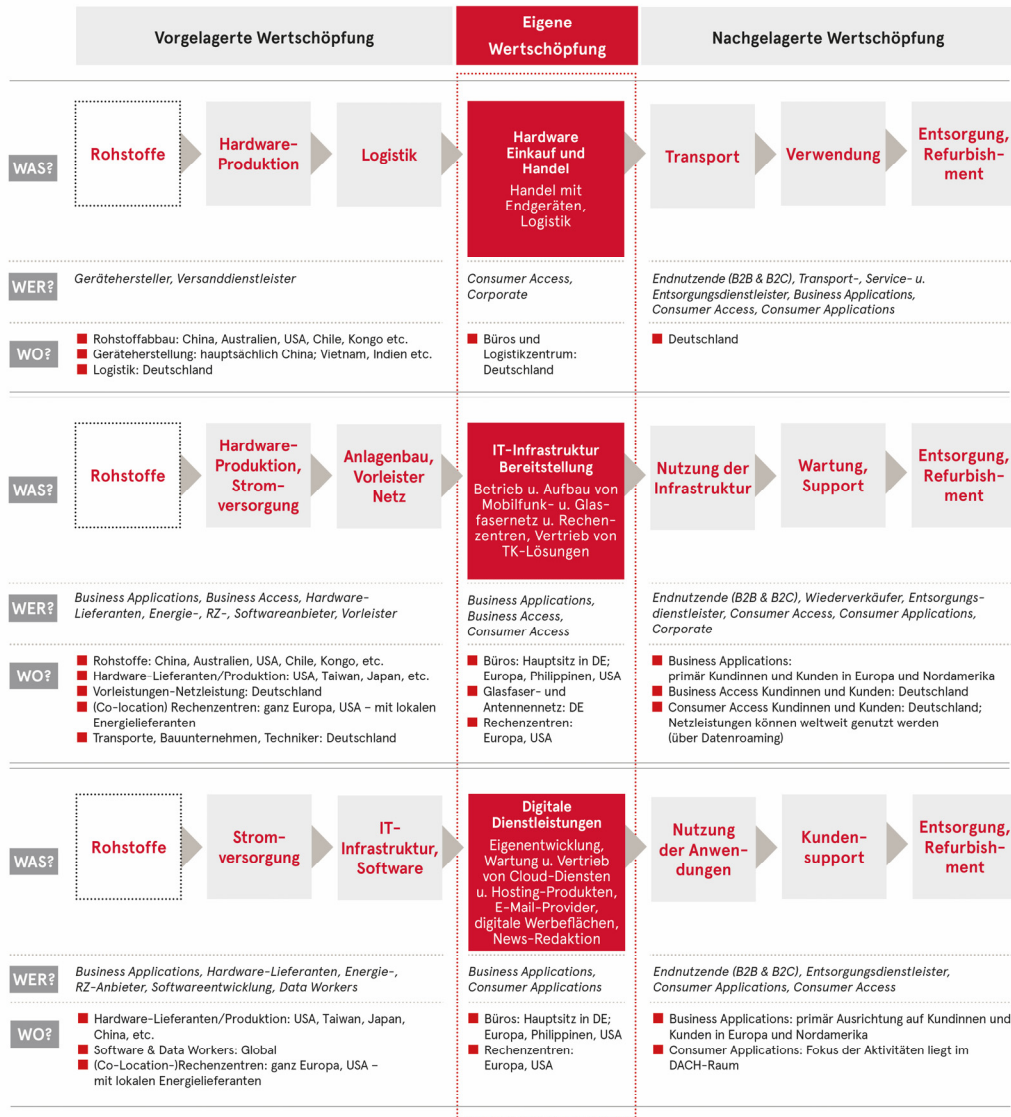 Vorgelagerte Wertschöpfung
Eigene
Wertschöpfung
Nachgelagerte Wertschöpfung
WAS?
Rohstoffe
Hardware-
Produktion
Logistik
Hardware
Einkauf und
Handel
Handel mit
Endgeräten,
Logistik
Transport
Verwendung
Entsorgung,
Refurbish-
ment
WER?
Gerätehersteller, Versanddienstleister
Consumer Access,
Corporate
Endnutzende (B2B & B2C), Transport-, Service- u.
Entsorgungsdienstleister, Business Applications,
Consumer Access, Consumer Applications
WO?
Rohstoffabbau: China, Australien, USA, Chile, Kongo etc.
Geräteherstellung: hauptsächlich China; Vietnam, Indien etc.
Logistik: Deutschland
Büros und
Logistikzentrum:
Deutschland
Deutschland
WAS?
Rohstoffe
Hardware-
Produktion,
Strom-
versorgung
Anlagenbau,
Vorleister
Netz
IT-Infrastruktur
Bereitstellung
Betrieb u. Aufbau von
Mobilfunk- u. Glas-
fasernetz u. Rechen-
zentren, Vertrieb von
TK-Lösungen
Nutzung der
Infrastruktur
Wartung,
Support
Entsorgung,
Refurbish-
ment
WER?
Business Applications, Business Access, Hardware-
Lieferanten, Energie-, RZ-, Softwareanbieter, Vorleister
Business Applications,
Business Access,
Consumer Access
Endnutzende (B2B & B2C), Wiederverkäufer, Entsorgungs-
dienstleister, Consumer Access, Consumer Applications,
Corporate
WO?
Rohstoffe: China, Australien, USA, Chile, Kongo, etc.
Hardware-Lieferanten/Produktion: USA, Taiwan, Japan, etc.
Vorleistungen-Netzleistung: Deutschland
(Co-location) Rechenzentren: ganz Europa, USA – mit lokalen
Energielieferanten
Transporte, Bauunternehmen, Techniker: Deutschland
Büros: Hauptsitz in DE;
Europa, Philippinen, USA
Glasfaser- und
Antennennetz: DE
Rechenzentren:
Europa, USA
Business Applications:
primär Kundinnen und Kunden in Europa und Nordamerika
Business Access Kundinnen und Kunden: Deutschland
Consumer Access Kundinnen und Kunden: Deutschland;
Netzleistungen können weltweit genutzt werden
(über Datenroaming)
WAS?
Rohstoffe
Strom-
versorgung
IT-
Infrastruktur,
Software
Digitale
Dienstleistungen
Eigenentwicklung,
Wartung u. Vertrieb
von Cloud-Diensten
u. Hosting-Produkten,
E-Mail-Provider,
digitale Werbeflächen,
News-Redaktion
Nutzung
der Anwen-
dungen
Kunden-
support
Entsorgung,
Refurbish-
ment
WER?
Business Applications, Hardware-Lieferanten, Energie-,
RZ-Anbieter, Softwareentwicklung, Data Workers
Business Applications,
Consumer Applications
Endnutzende (B2B & B2C), Entsorgungsdienstleister,
Consumer Applications, Consumer Access
WO?
Hardware-Lieferanten/Produktion: USA, Taiwan, Japan,
China, etc.
Software & Data Workers: Global
(Co-Location-)Rechenzentren: ganz Europa, USA –
mit lokalen Energielieferanten
Büros: Hauptsitz in DE;
Europa, Philippinen, USA
Rechenzentren:
Europa, USA
Business Applications: primär Ausrichtung auf Kundinnen und
Kunden in Europa und Nordamerika
Consumer Applications: Fokus der Aktivitäten liegt im
DACH-Raum